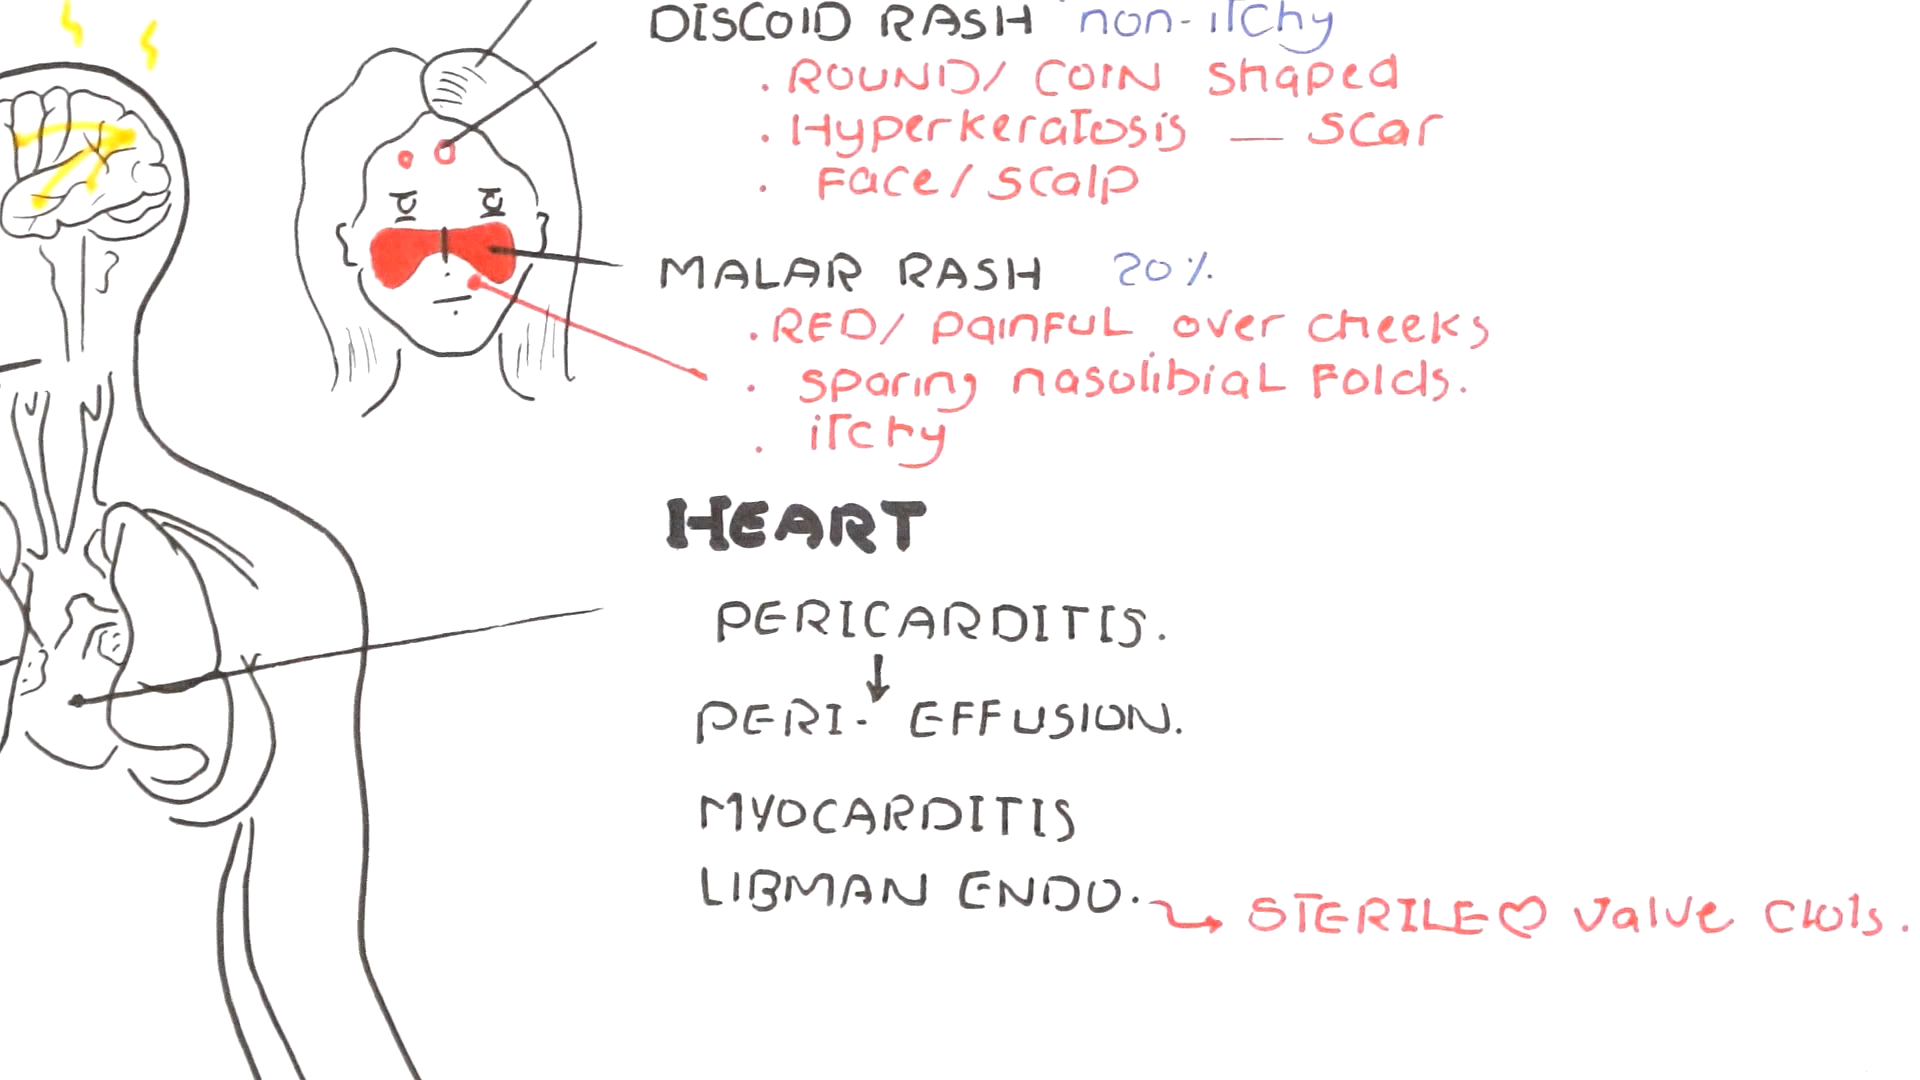 DISCOID RASH non-itchy
. ROUND/ COIN shaped
. Hyperkeratosis — scar
. Face/scalp
MALAR RASH 20%
. RED/ painful over cheeks
. sparing nasolibial Folds.
. itchy
HEART
PERICARDITIS.
↓
PERI- EFFUSION.
MYOCARDITIS
LIBMAN ENDO. → STERILE ♡ valve clots.